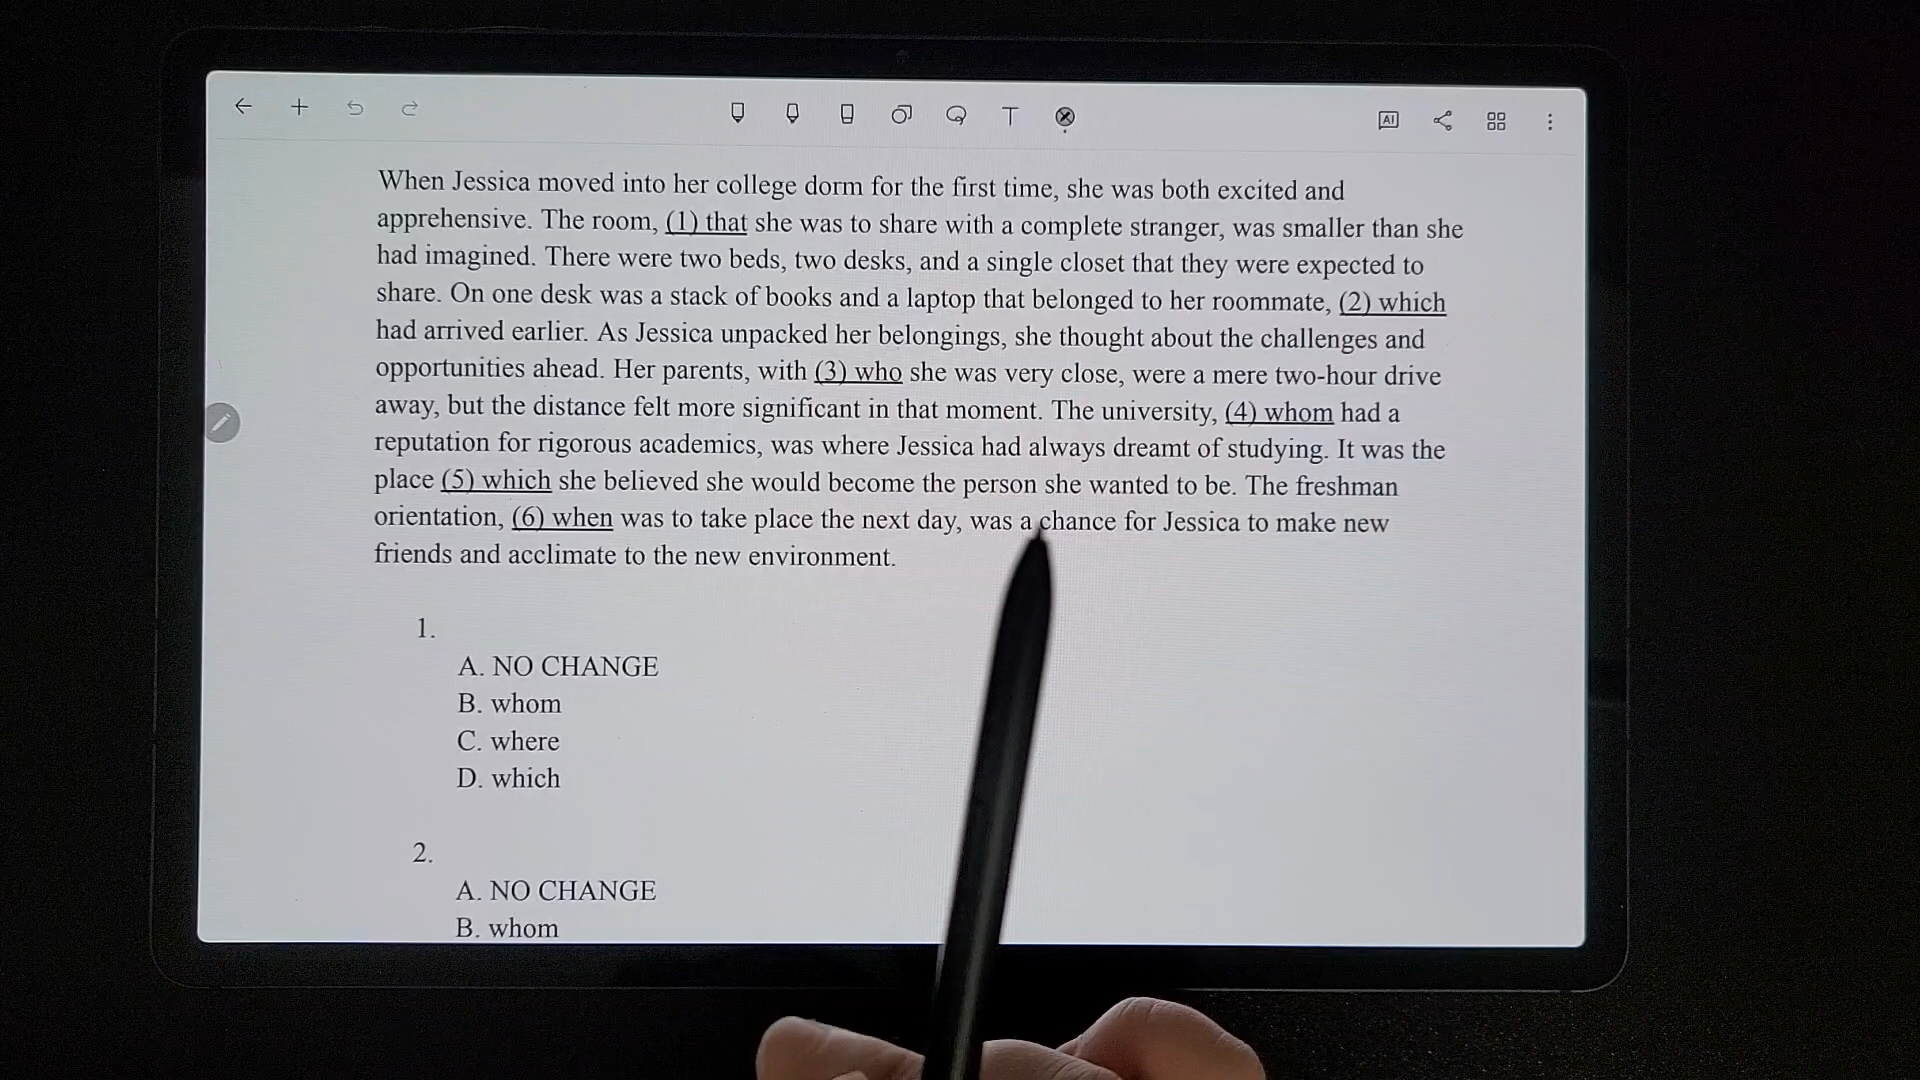 AI
T
When Jessica moved into her college dorm for the first time, she was both excited and
apprehensive. The room, (1) that she was to share with a complete stranger, was smaller than she
had imagined. There were two beds, two desks, and a single closet that they were expected to
share. On one desk was a stack of books and a laptop that belonged to her roommate, (2) which
had arrived earlier. As Jessica unpacked her belongings, she thought about the challenges and
opportunities ahead. Her parents, with (3) who she was very close, were a mere two-hour drive
away, but the distance felt more significant in that moment. The university, (4) whom had a
reputation for rigorous academics, was where Jessica had always dreamt of studying. It was the
place (5) which she believed she would become the person she wanted to be. The freshman
orientation, (6) when was to take place the next day, was a chance for Jessica to make new
friends and acclimate to the new environment.
1.
A. NO CHANGE
B. whom
C. where
D. which
2.
A. NO CHANGE
B. whom